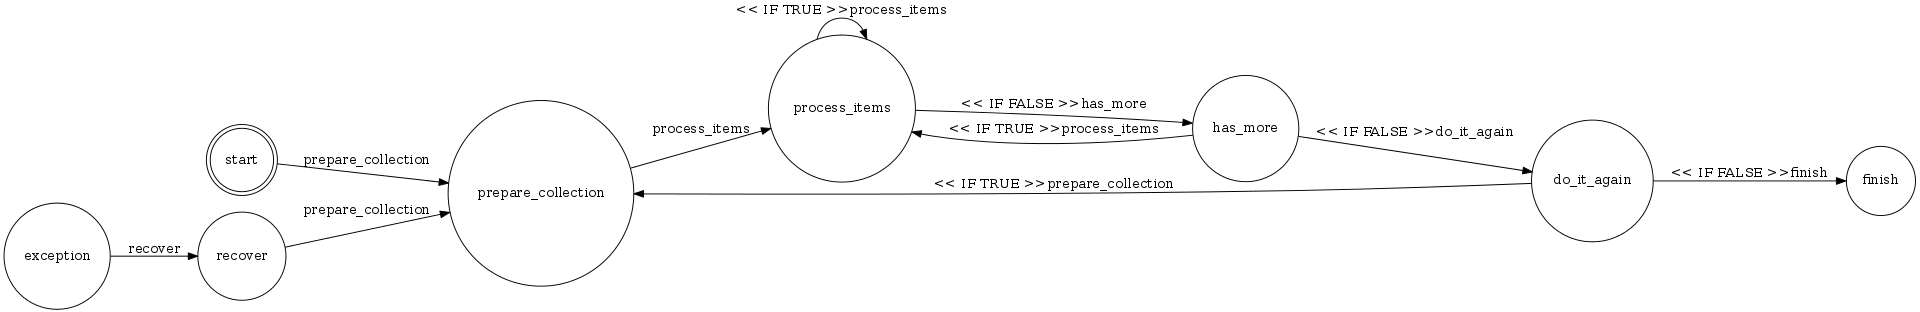 << IF TRUE >>process_items
process_items
<< IF FALSE >>has_more
has_more
process_items
<< IF TRUE >>process_items
<< IF FALSE >>do_it_again
start
prepare_collection
prepare_collection
<< IF TRUE >>prepare_collection
do_it_again
<< IF FALSE >>finish
finish
prepare_collection
exception
recover
recover